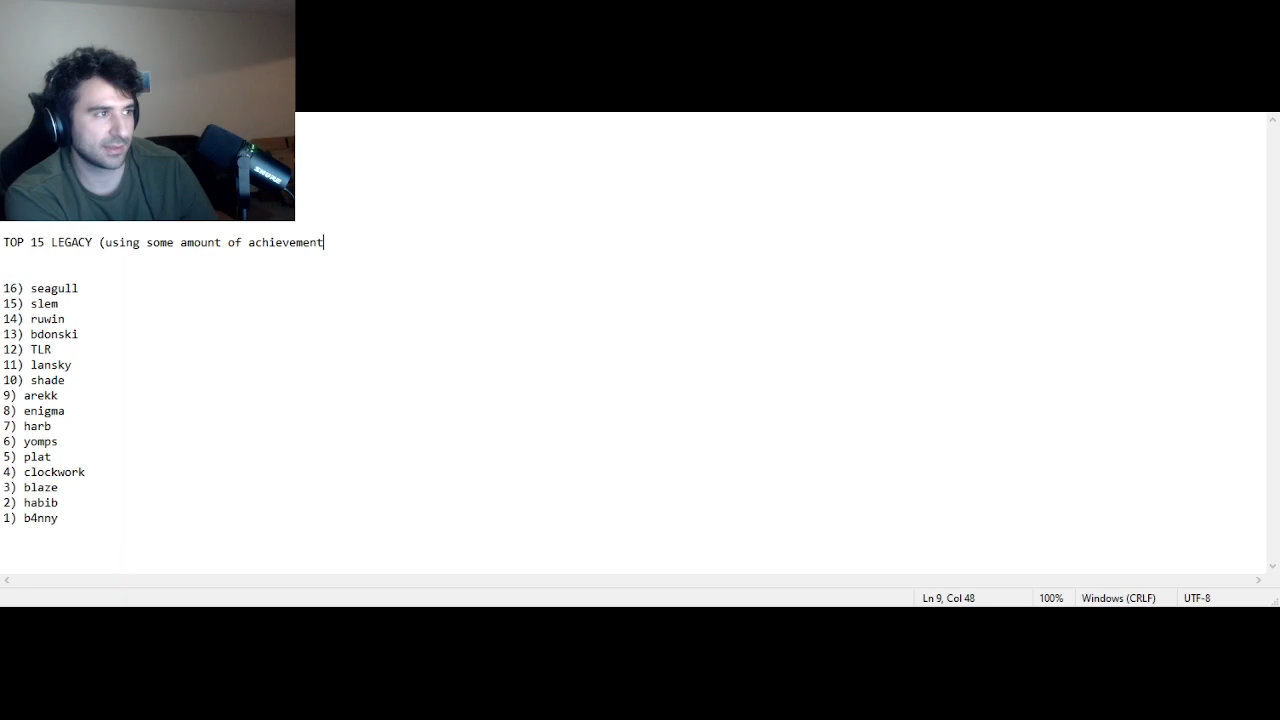 SHURE
TOP 15 LEGACY (using some amount of achievement
16) seagull
15) slem
14) ruwin
13) bdonski
12) TLR
11) lansky
10) shade
9) arekk
8) enigma
7) harb
6) yomps
5) plat
4) clockwork
3) blaze
2) habib
1) b4nny
Ln 9, Col 48 100% Windows (CRLF) UTF-8